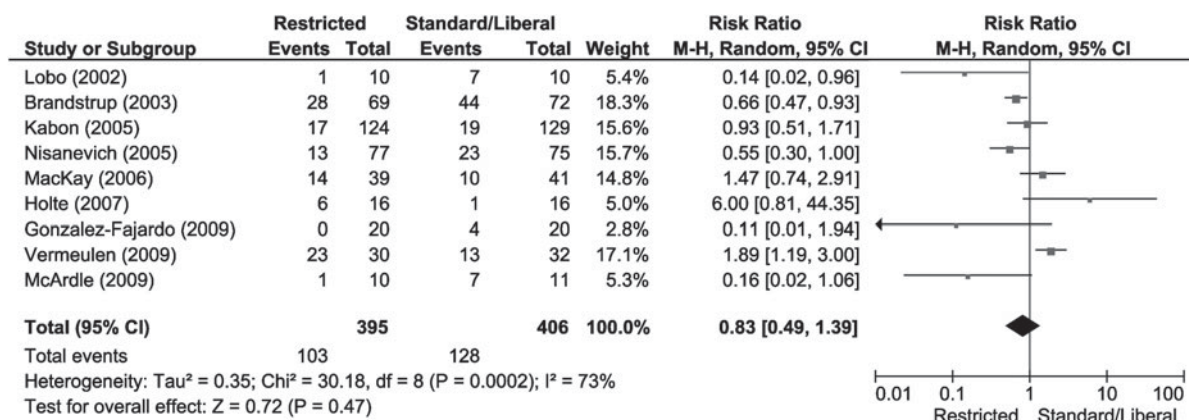 Restricted Standard/Liberal Risk Ratio Risk Ratio
Study or Subgroup Events Total Events Total Weight M-H, Random, 95% CI M-H, Random, 95% CI
Lobo (2002) 1 10 7 10 5.4% 0.14 [0.02, 0.96]
Brandstrup (2003) 28 69 44 72 18.3% 0.66 [0.47, 0.93]
Kabon (2005) 17 124 19 129 15.6% 0.93 [0.51, 1.71]
Nisanevich (2005) 13 77 23 75 15.7% 0.55 [0.30, 1.00]
MacKay (2006) 14 39 10 41 14.8% 1.47 [0.74, 2.91]
Holte (2007) 6 16 1 16 5.0% 6.00 [0.81, 44.35]
Gonzalez-Fajardo (2009) 0 20 4 20 2.8% 0.11 [0.01, 1.94]
Vermeulen (2009) 23 30 13 32 17.1% 1.89 [1.19, 3.00]
McArdle (2009) 1 10 7 11 5.3% 0.16 [0.02, 1.06]
Total (95% CI) 395 406 100.0% 0.83 [0.49, 1.39]
Total events 103 128
Heterogeneity: Tau² = 0.35; Chi² = 30.18, df = 8 (P = 0.0002); I² = 73%
Test for overall effect: Z = 0.72 (P = 0.47)
0.01 0.1 1 10 100
Restricted Standard/Liberal